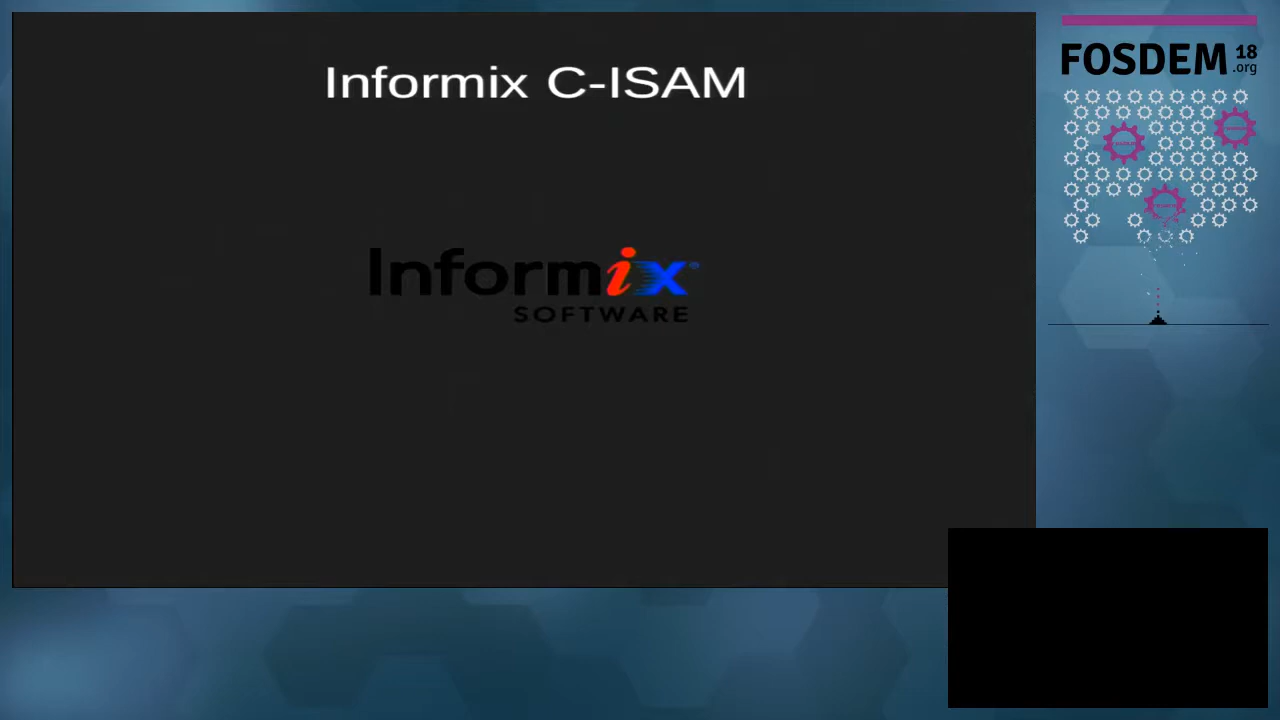 Informix C-ISAM
Informix®
SOFTWARE
FOSDEM 18
.org